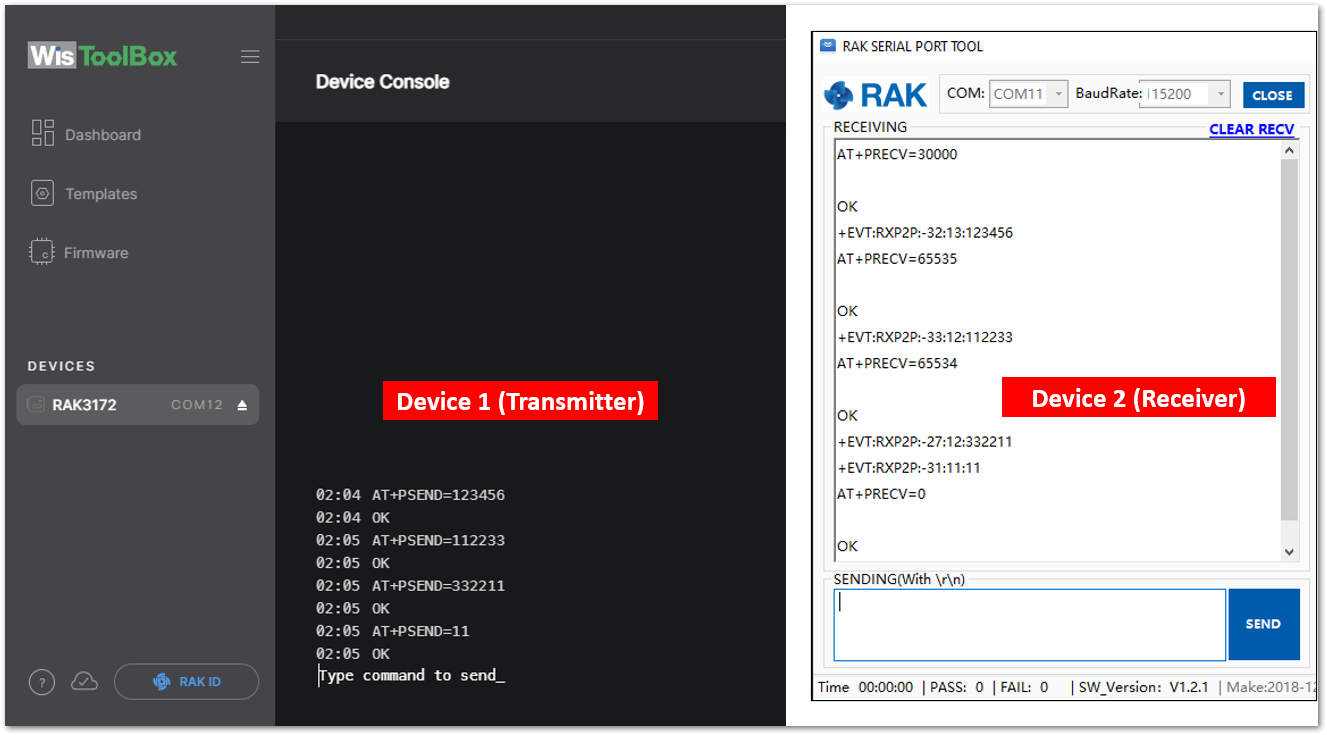 WisToolBox
Dashboard
Templates
Firmware
DEVICES
RAK3172 COM12
?
RAK ID
Device Console
Device 1 (Transmitter)
02:04 AT+PSEND=123456
02:04 OK
02:05 AT+PSEND=112233
02:05 OK
02:05 AT+PSEND=332211
02:05 OK
02:05 AT+PSEND=11
02:05 OK
Type command to send_
RAK SERIAL PORT TOOL
RAK COM: COM11 BaudRate: 115200 CLOSE
RECEIVING CLEAR RECV
AT+PRECV=30000
OK
+EVT:RXP2P:-32:13:123456
AT+PRECV=65535
OK
+EVT:RXP2P:-33:12:112233
AT+PRECV=65534
Device 2 (Receiver)
OK
+EVT:RXP2P:-27:12:332211
+EVT:RXP2P:-31:11:11
AT+PRECV=0
OK
SENDING(With \r\n)
SEND
Time 00:00:00 | PASS: 0 | FAIL: 0 | SW_Version: V1.2.1 | Make:2018-12